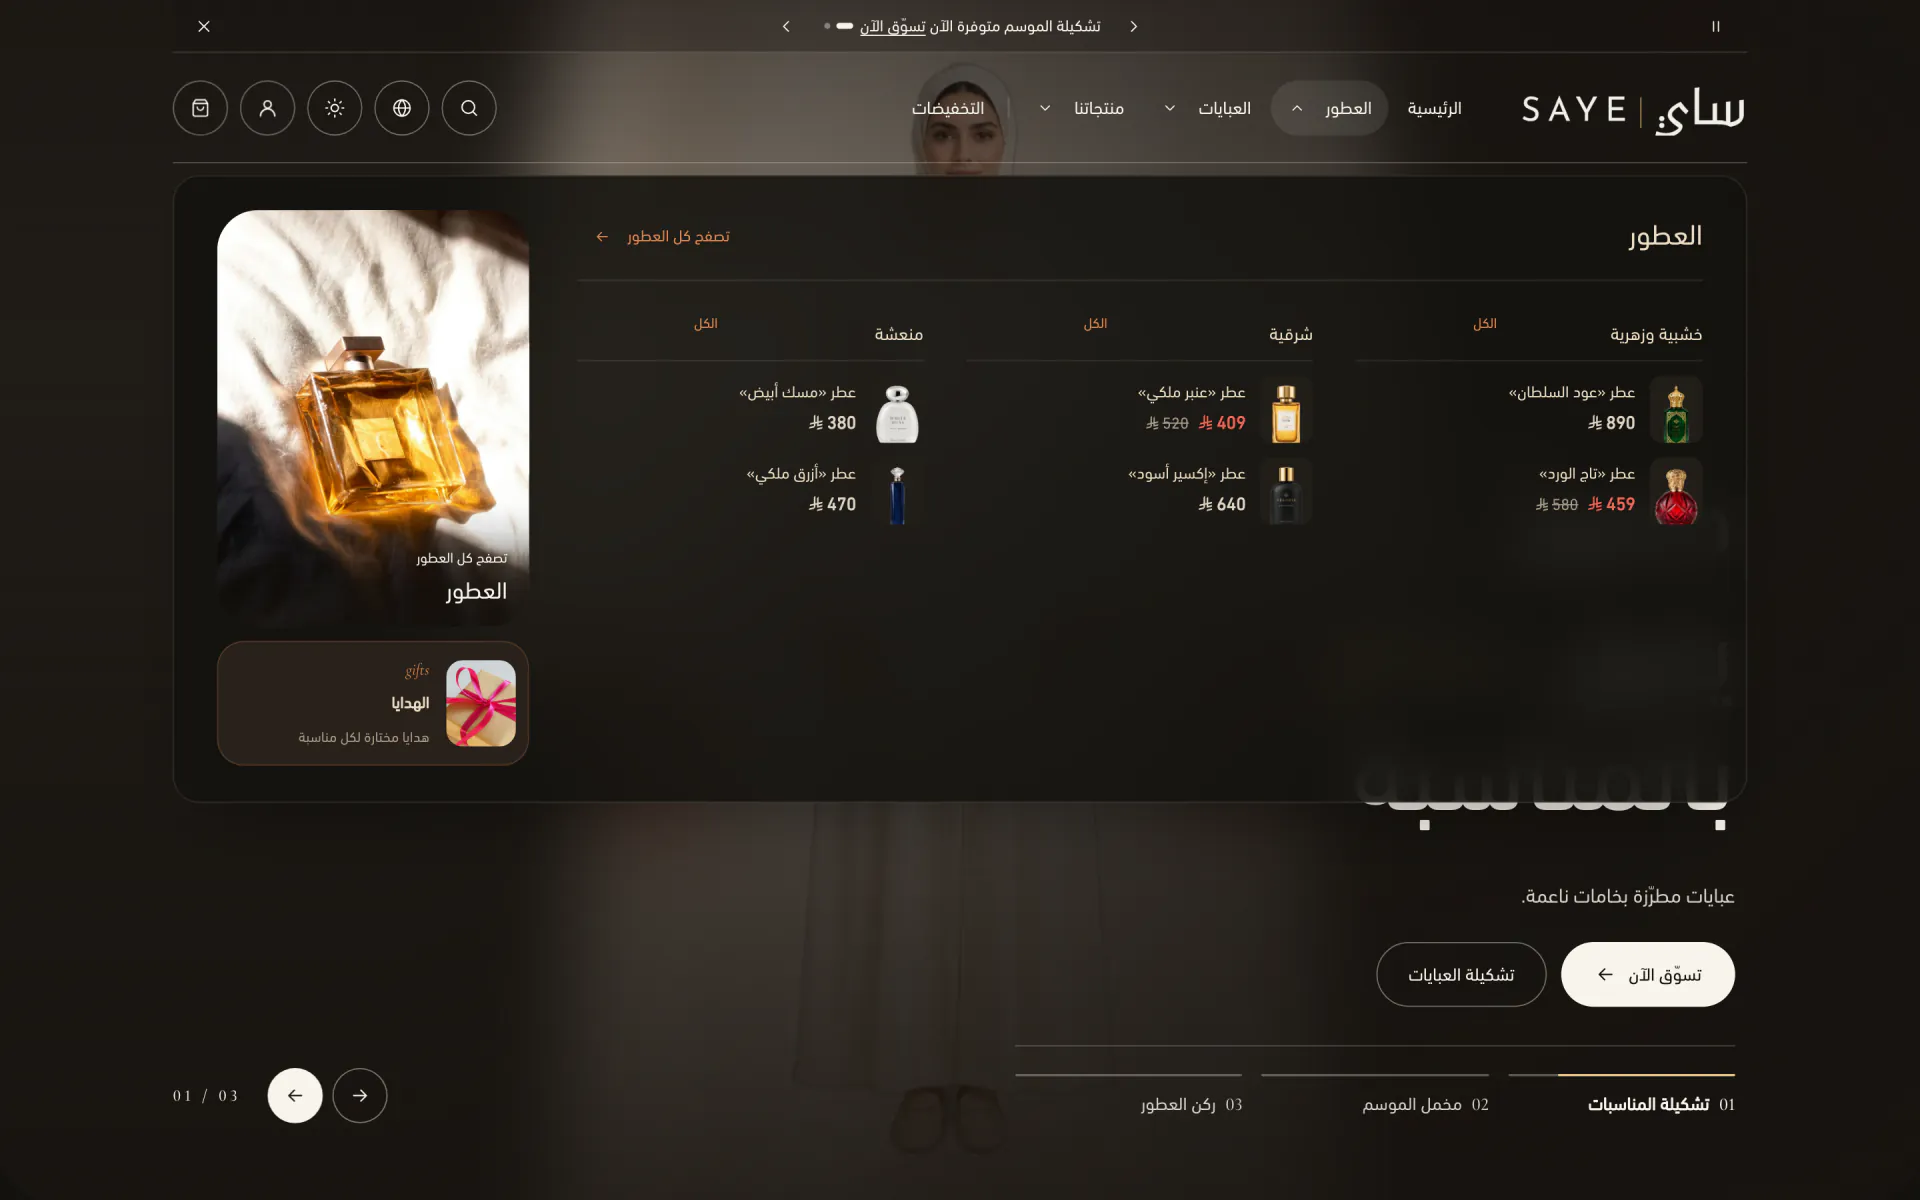 تشكيلة الموسم متوفرة الآن تسوّق الآن
ساي | SAYE
الرئيسية
العطور
العبايات
منتجاتنا
التخفيضات
العطور
تصفح كل العطور
خشبية وزهرية
الكل
عطر «عود السلطان»
890
عطر «تاج الورد»
459 580
شرقية
الكل
عطر «عنبر ملكي»
409 520
عطر «إكسير أسود»
640
منعشة
الكل
عطر «مسك أبيض»
380
عطر «أزرق ملكي»
470
تصفح كل العطور
العطور
gifts
الهدايا
هدايا مختارة لكل مناسبة
بالمناسبة
عبايات مطرّزة بخامات ناعمة.
تسوّق الآن
تشكيلة العبايات
01 تشكيلة المناسبات
02 مخمل الموسم
03 ركن العطور
01 / 03